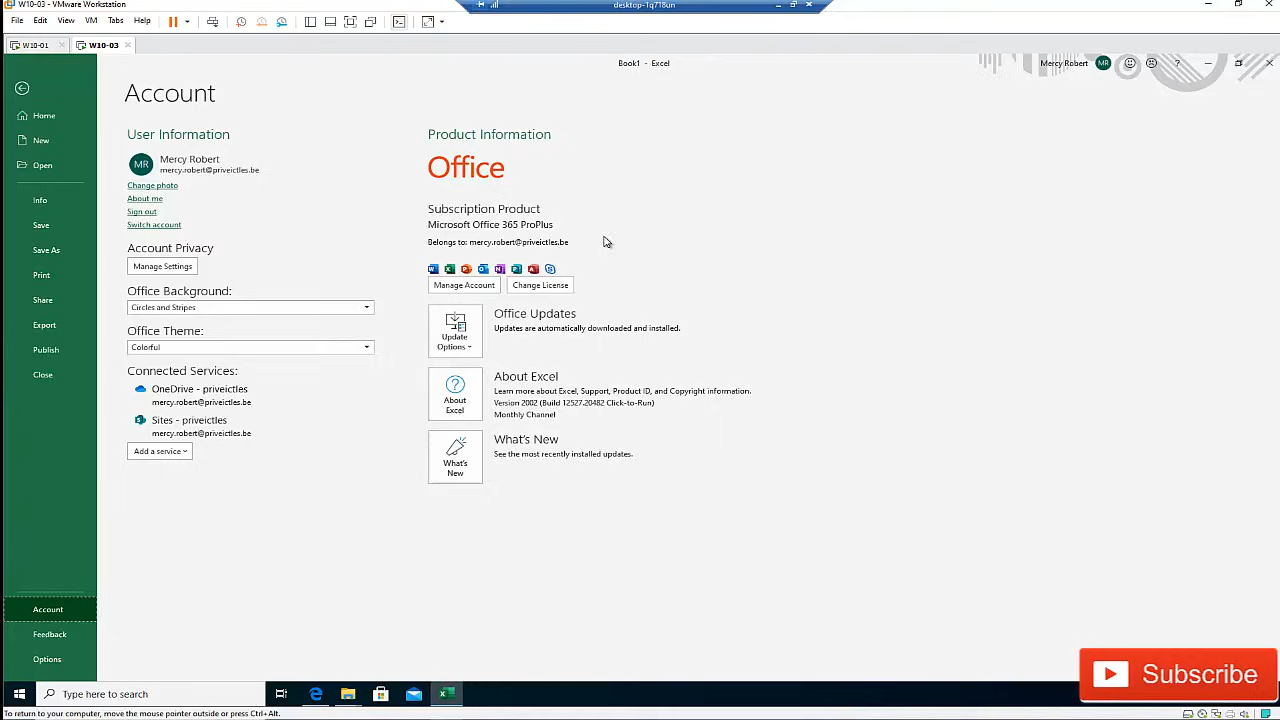 W10-03 - VMware Workstation
desktop-1q718un
File Edit View VM Tabs Help
W10-01
W10-03
Book1 - Excel
Mercy Robert MR
?
Account
Home
New
Open
Info
Save
Save As
Print
Share
Export
Publish
Close
Account
Feedback
Options
User Information
MR
Mercy Robert
mercy.robert@priveictles.be
Change photo
About me
Sign out
Switch account
Account Privacy
Manage Settings
Office Background:
Circles and Stripes
Office Theme:
Colorful
Connected Services:
OneDrive - priveictles
mercy.robert@priveictles.be
Sites - priveictles
mercy.robert@priveictles.be
Add a service
Product Information
Office
Subscription Product
Microsoft Office 365 ProPlus
Belongs to: mercy.robert@priveictles.be
Manage Account
Change License
Update Options
Office Updates
Updates are automatically downloaded and installed.
About Excel
About Excel
Learn more about Excel, Support, Product ID, and Copyright information.
Version 2002 (Build 12527.20482 Click-to-Run)
Monthly Channel
What's New
What's New
See the most recently installed updates.
Subscribe
Type here to search
To return to your computer, move the mouse pointer outside or press Ctrl+Alt.